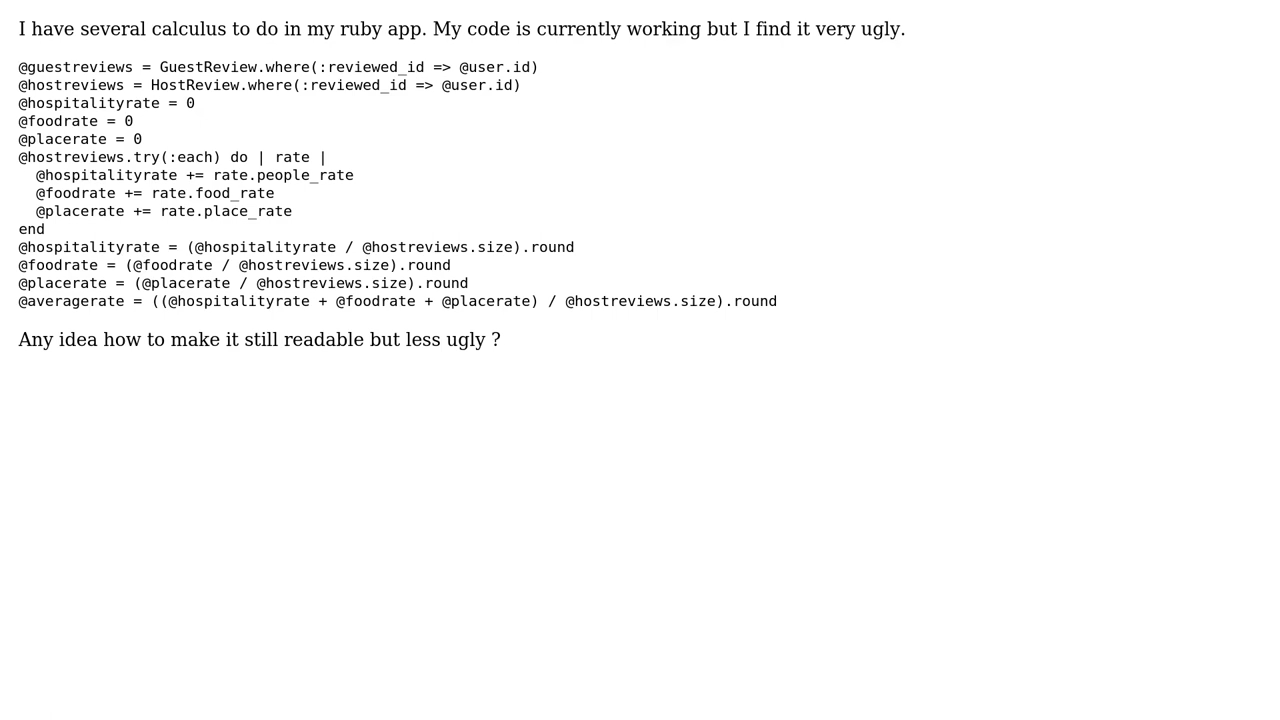 I have several calculus to do in my ruby app. My code is currently working but I find it very ugly.
@guestreviews = GuestReview.where(:reviewed_id => @user.id)
@hostreviews = HostReview.where(:reviewed_id => @user.id)
@hospitalityrate = 0
@foodrate = 0
@placerate = 0
@hostreviews.try(:each) do | rate |
  @hospitalityrate += rate.people_rate
  @foodrate += rate.food_rate
  @placerate += rate.place_rate
end
@hospitalityrate = (@hospitalityrate / @hostreviews.size).round
@foodrate = (@foodrate / @hostreviews.size).round
@placerate = (@placerate / @hostreviews.size).round
@averagerate = ((@hospitalityrate + @foodrate + @placerate) / @hostreviews.size).round
Any idea how to make it still readable but less ugly ?